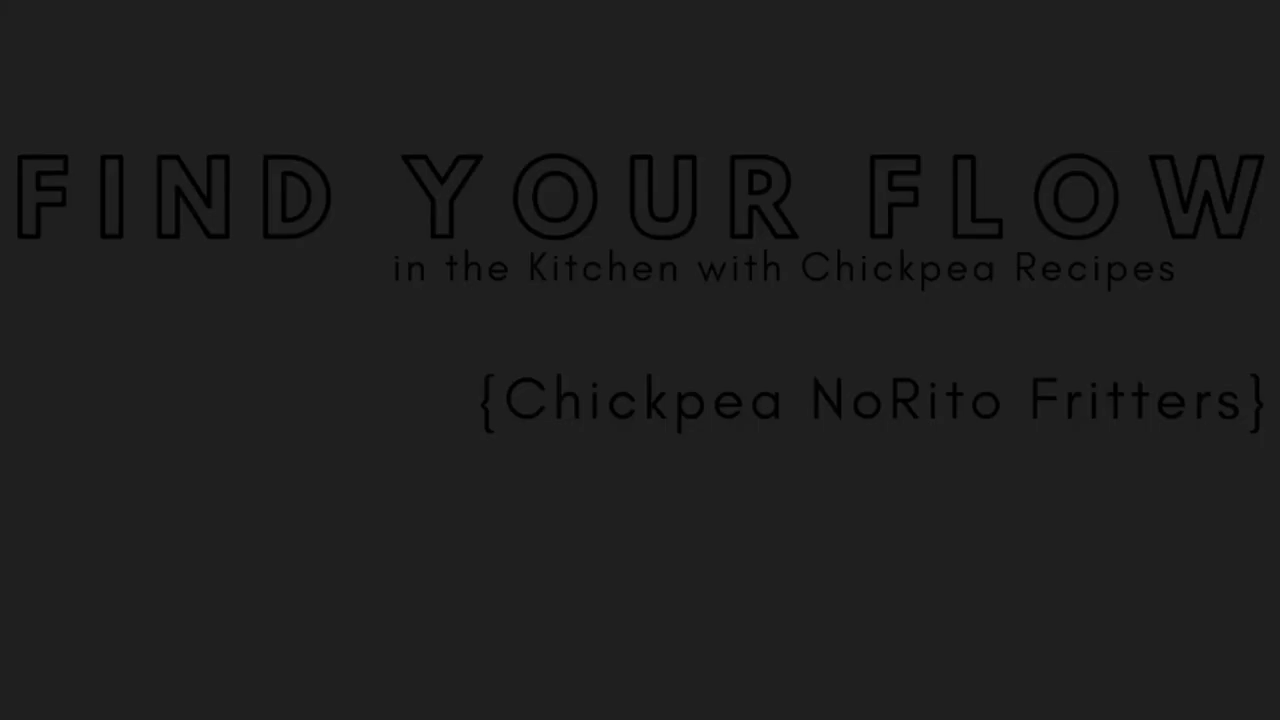 FIND YOUR FLOW
in the Kitchen with Chickpea Recipes
{Chickpea NoRito Fritters}